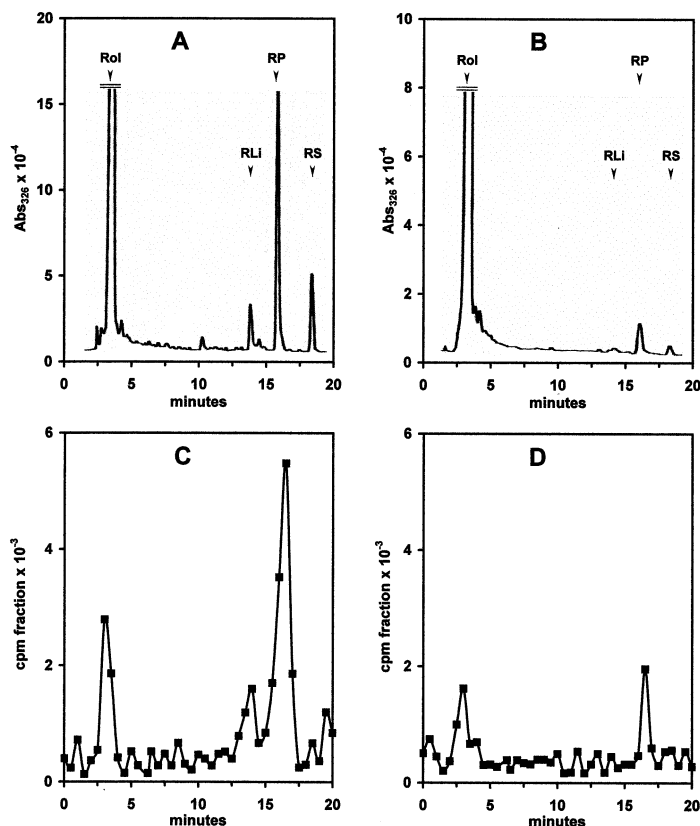 A
Rol
RP
RLi
RS
Abs326 x 10-4
20
15
10
5
0
0 5 10 15 20
minutes
B
Rol
RP
RLi
RS
Abs326 x 10-4
10
8
6
4
2
0
0 5 10 15 20
minutes
C
cpm fraction x 10-3
6
4
2
0
0 5 10 15 20
minutes
D
cpm fraction x 10-3
6
4
2
0
0 5 10 15 20
minutes